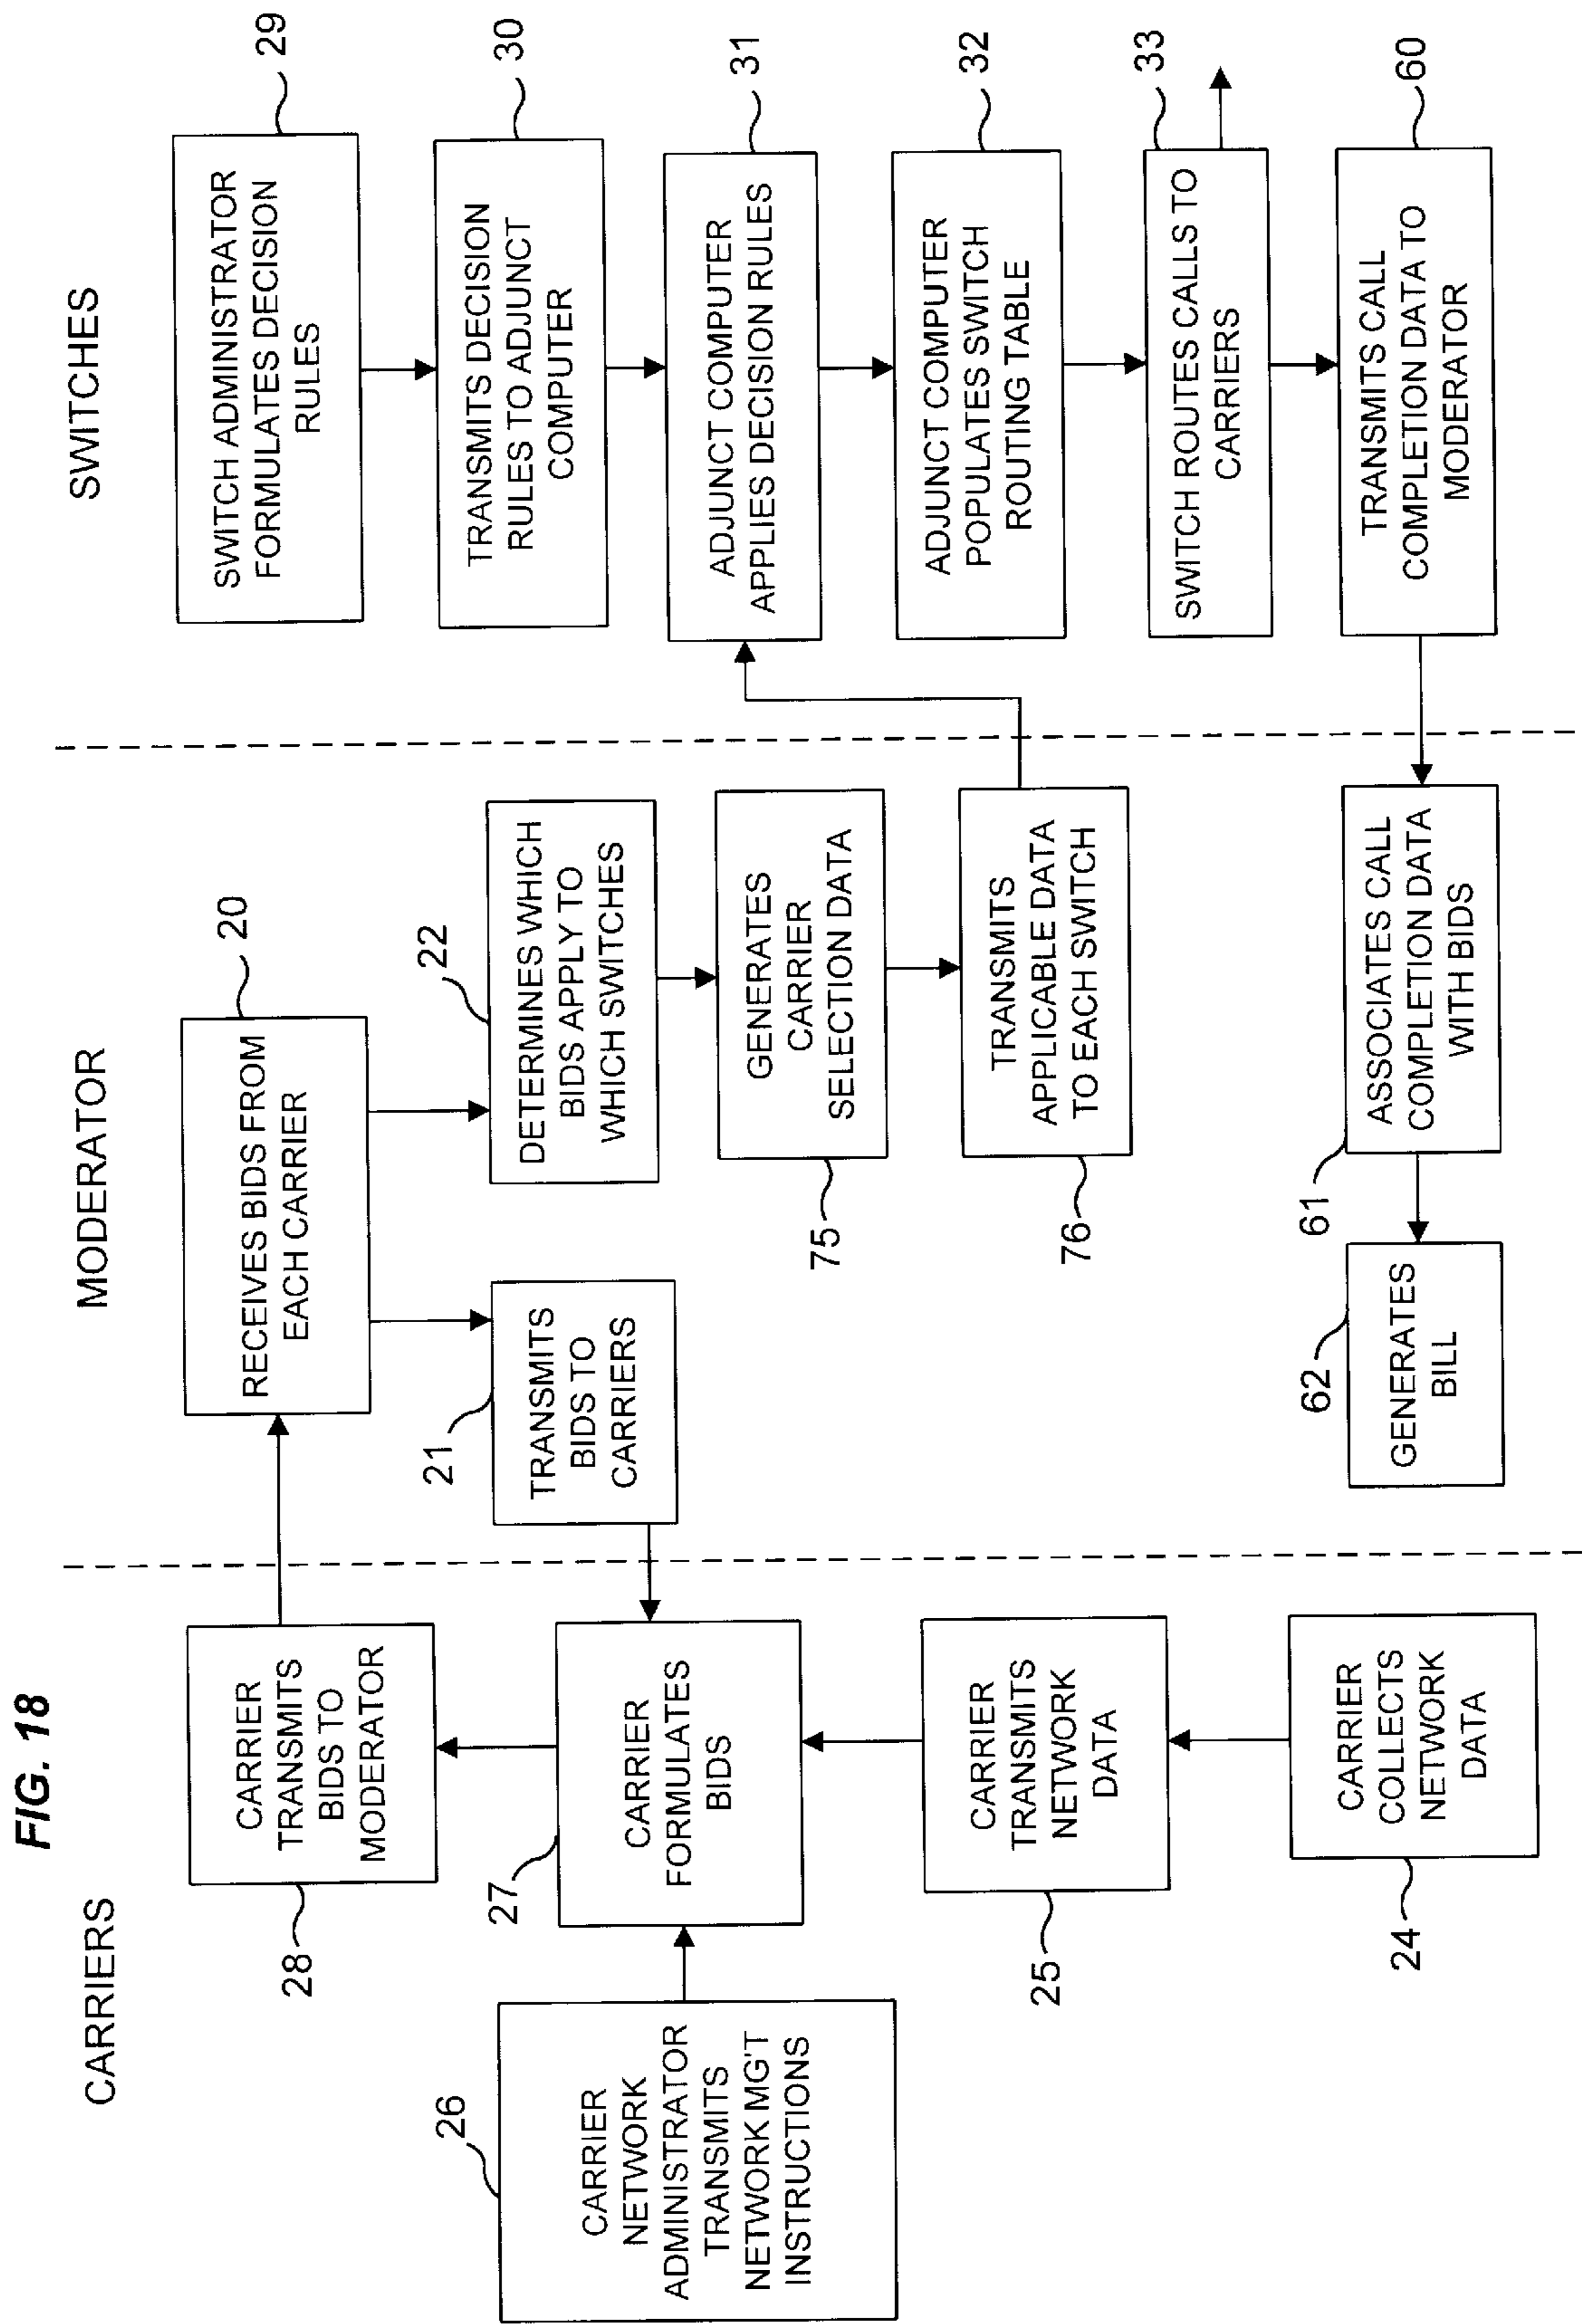 FIG. 18
CARRIERS
28
CARRIER
TRANSMITS
BIDS TO
MODERATOR
26
CARRIER
NETWORK
ADMINISTRATOR
TRANSMITS
NETWORK MG'T
INSTRUCTIONS
27
CARRIER
FORMULATES
BIDS
25
CARRIER
TRANSMITS
NETWORK
DATA
24
CARRIER
COLLECTS
NETWORK
DATA
MODERATOR
20
RECEIVES BIDS FROM
EACH CARRIER
21
TRANSMITS
BIDS TO
CARRIERS
22
DETERMINES WHICH
BIDS APPLY TO
WHICH SWITCHES
75
GENERATES
CARRIER
SELECTION DATA
76
TRANSMITS
APPLICABLE DATA
TO EACH SWITCH
61
ASSOCIATES CALL
COMPLETION DATA
WITH BIDS
62
GENERATES
BILL
SWITCHES
29
SWITCH ADMINISTRATOR
FORMULATES DECISION
RULES
30
TRANSMITS DECISION
RULES TO ADJUNCT
COMPUTER
31
ADJUNCT COMPUTER
APPLIES DECISION RULES
32
ADJUNCT COMPUTER
POPULATES SWITCH
ROUTING TABLE
33
SWITCH ROUTES CALLS TO
CARRIERS
60
TRANSMITS CALL
COMPLETION DATA TO
MODERATOR